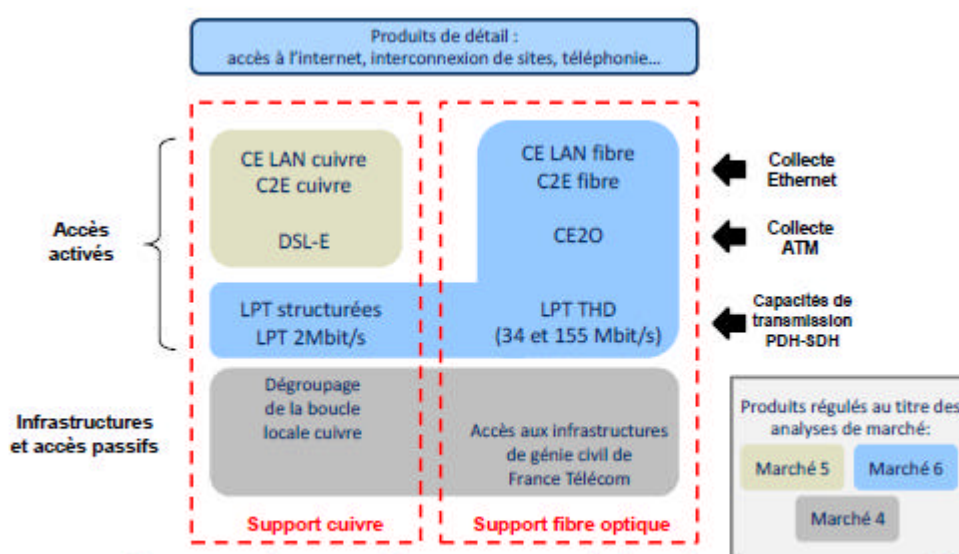 Produits de détail :
accès à l'internet, interconnexion de sites, téléphonie...
Accès
activés
CE LAN cuivre
C2E cuivre
DSL-E
CE LAN fibre
C2E fibre
CE2O
Collecte
Ethernet
Collecte
ATM
LPT structurées
LPT 2Mbit/s
LPT THD
(34 et 155 Mbit/s)
Capacités de
transmission
PDH-SDH
Infrastructures
et accès passifs
Dégroupage
de la boucle
locale cuivre
Accès aux infrastructures
de génie civil de
France Télécom
Support cuivre
Support fibre optique
Produits régulés au titre des
analyses de marché:
Marché 5
Marché 6
Marché 4